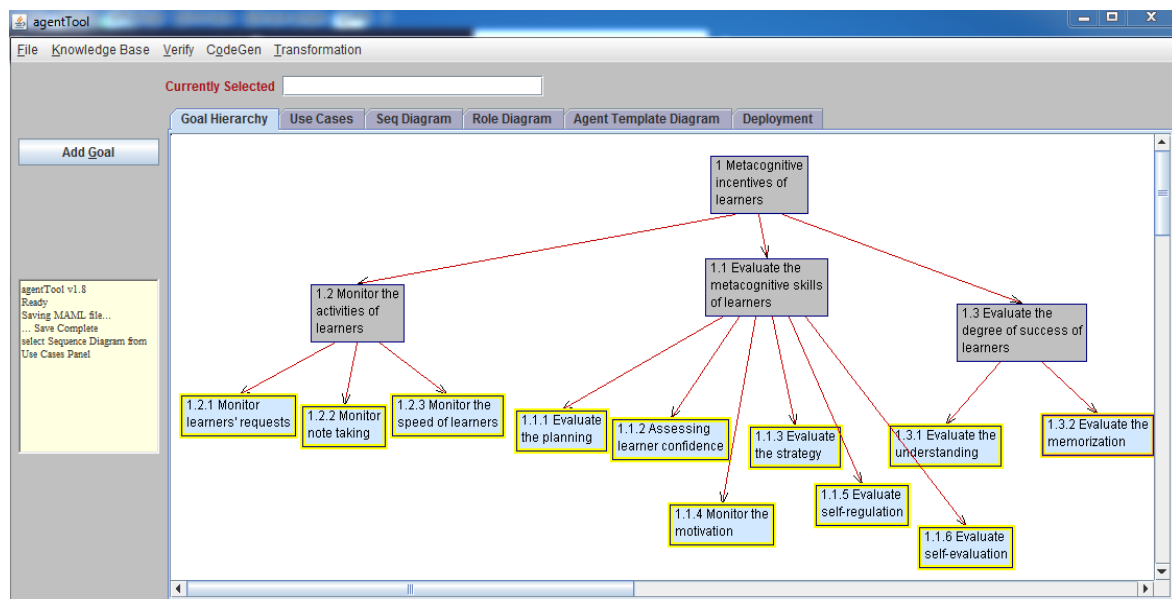 agentTool
File Knowledge Base Verify CodeGen Transformation
Currently Selected
Goal Hierarchy Use Cases Seq Diagram Role Diagram Agent Template Diagram Deployment
Add Goal
agentTool v1.8
Ready
Saving MAML file...
... Save Complete
select Sequence Diagram from
Use Cases Panel
1 Metacognitive
incentives of
learners
1.2 Monitor the
activities of
learners
1.1 Evaluate the
metacognitive skills
of learners
1.3 Evaluate the
degree of success of
learners
1.2.1 Monitor
learners' requests
1.2.2 Monitor
note taking
1.2.3 Monitor the
speed of learners
1.1.1 Evaluate
the planning
1.1.2 Assessing
learner confidence
1.1.3 Evaluate
the strategy
1.3.1 Evaluate the
understanding
1.3.2 Evaluate the
memorization
1.1.4 Monitor the
motivation
1.1.5 Evaluate
self-regulation
1.1.6 Evaluate
self-evaluation